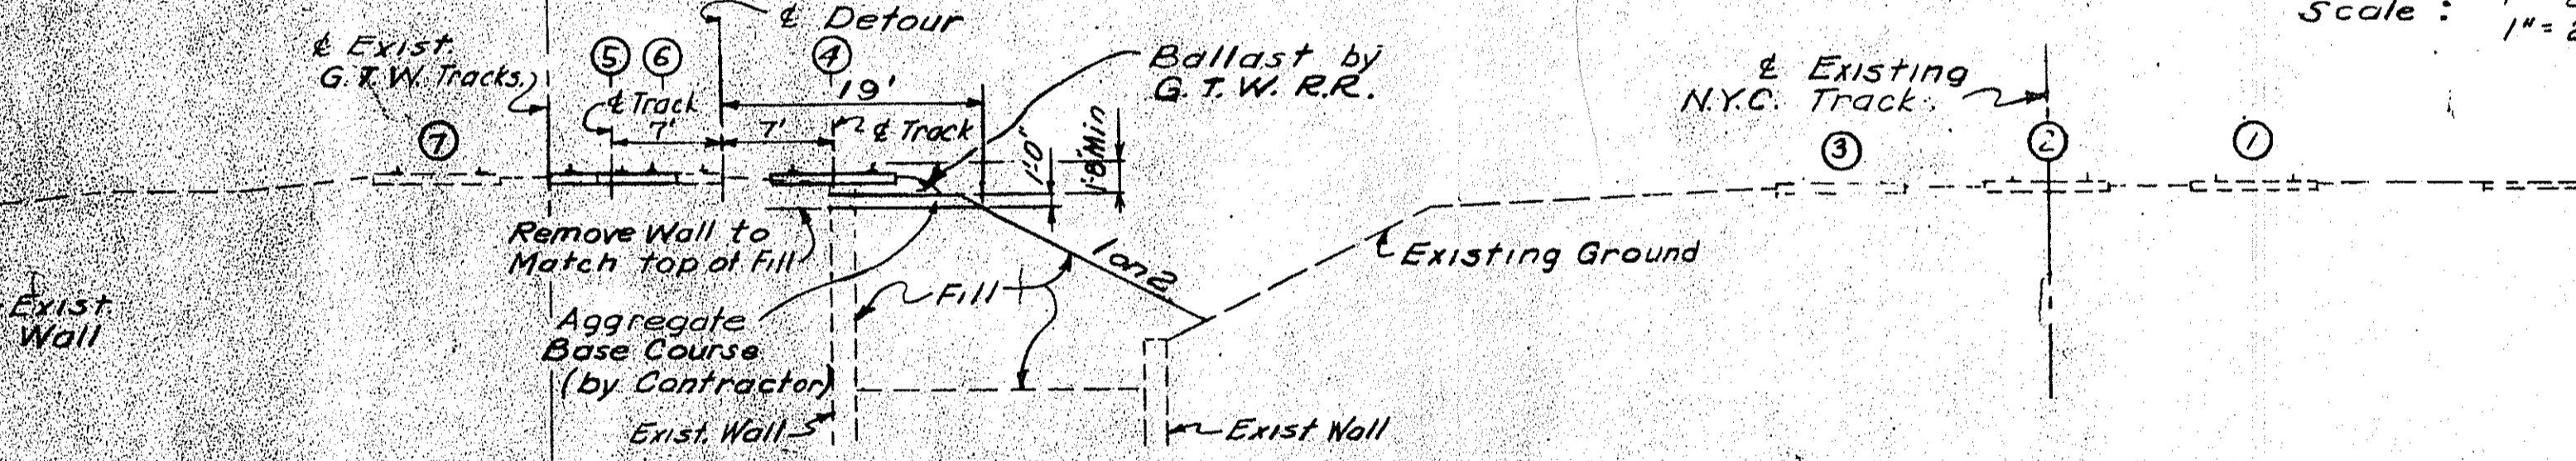 ℄ Detour
Scale :
1" = 2
℄ Exist.
G.T.W. Tracks
5
6
4
19'
℄ Track
7'
7'
℄ Track
Ballast by
G. T. W. R.R.
1'-0"
1'-8" Min
℄ Existing
N.Y.C. Track
7
3
2
1
Remove Wall to
Match top of Fill
1 on 2
Existing Ground
Exist.
Wall
Fill
Aggregate
Base Course
(by Contractor)
Exist. Wall
Exist Wall